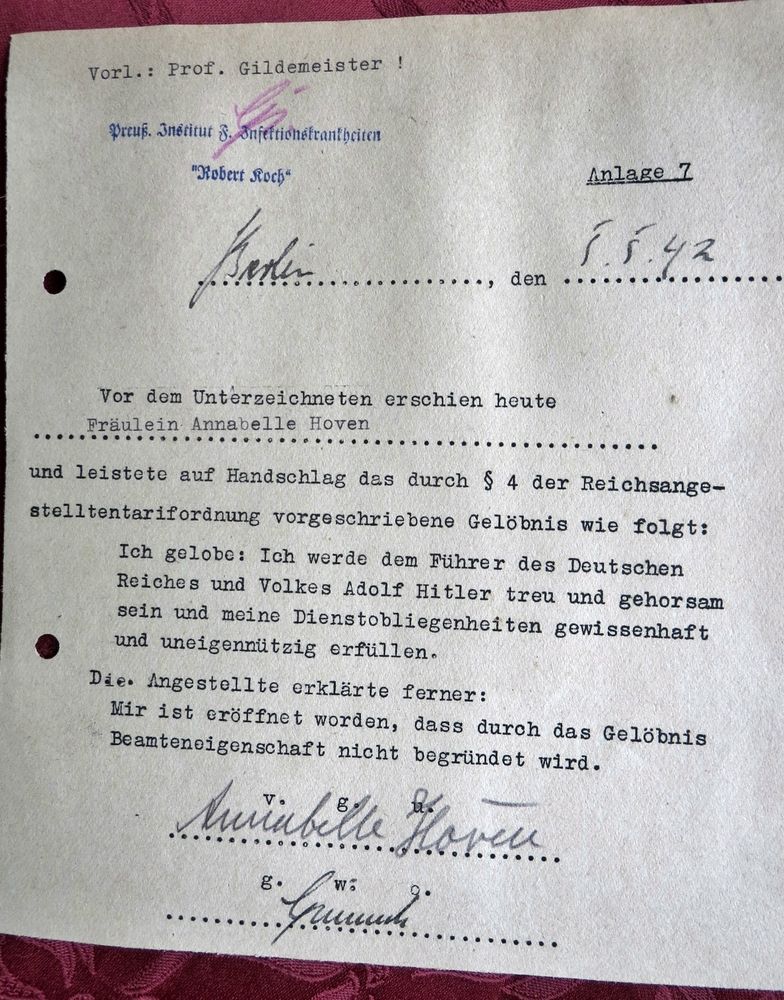 Vorl.: Prof. Gildemeister !
Preuß. Institut F. Infektionskrankheiten
"Robert Koch"
Anlage 7
Berlin, den 5.5.42
Vor dem Unterzeichneten erschien heute
Fräulein Annabelle Hoven
und leistete auf Handschlag das durch § 4 der Reichsange-
stelltentarifordnung vorgeschriebene Gelöbnis wie folgt:
Ich gelobe: Ich werde dem Führer des Deutschen
Reiches und Volkes Adolf Hitler treu und gehorsam
sein und meine Dienstobliegenheiten gewissenhaft
und uneigennützig erfüllen.
Die. Angestellte erklärte ferner:
Mir ist eröffnet worden, dass durch das Gelöbnis
Beamteneigenschaft nicht begründet wird.
v. g. u.
Annabelle Hoven
g. w. o.